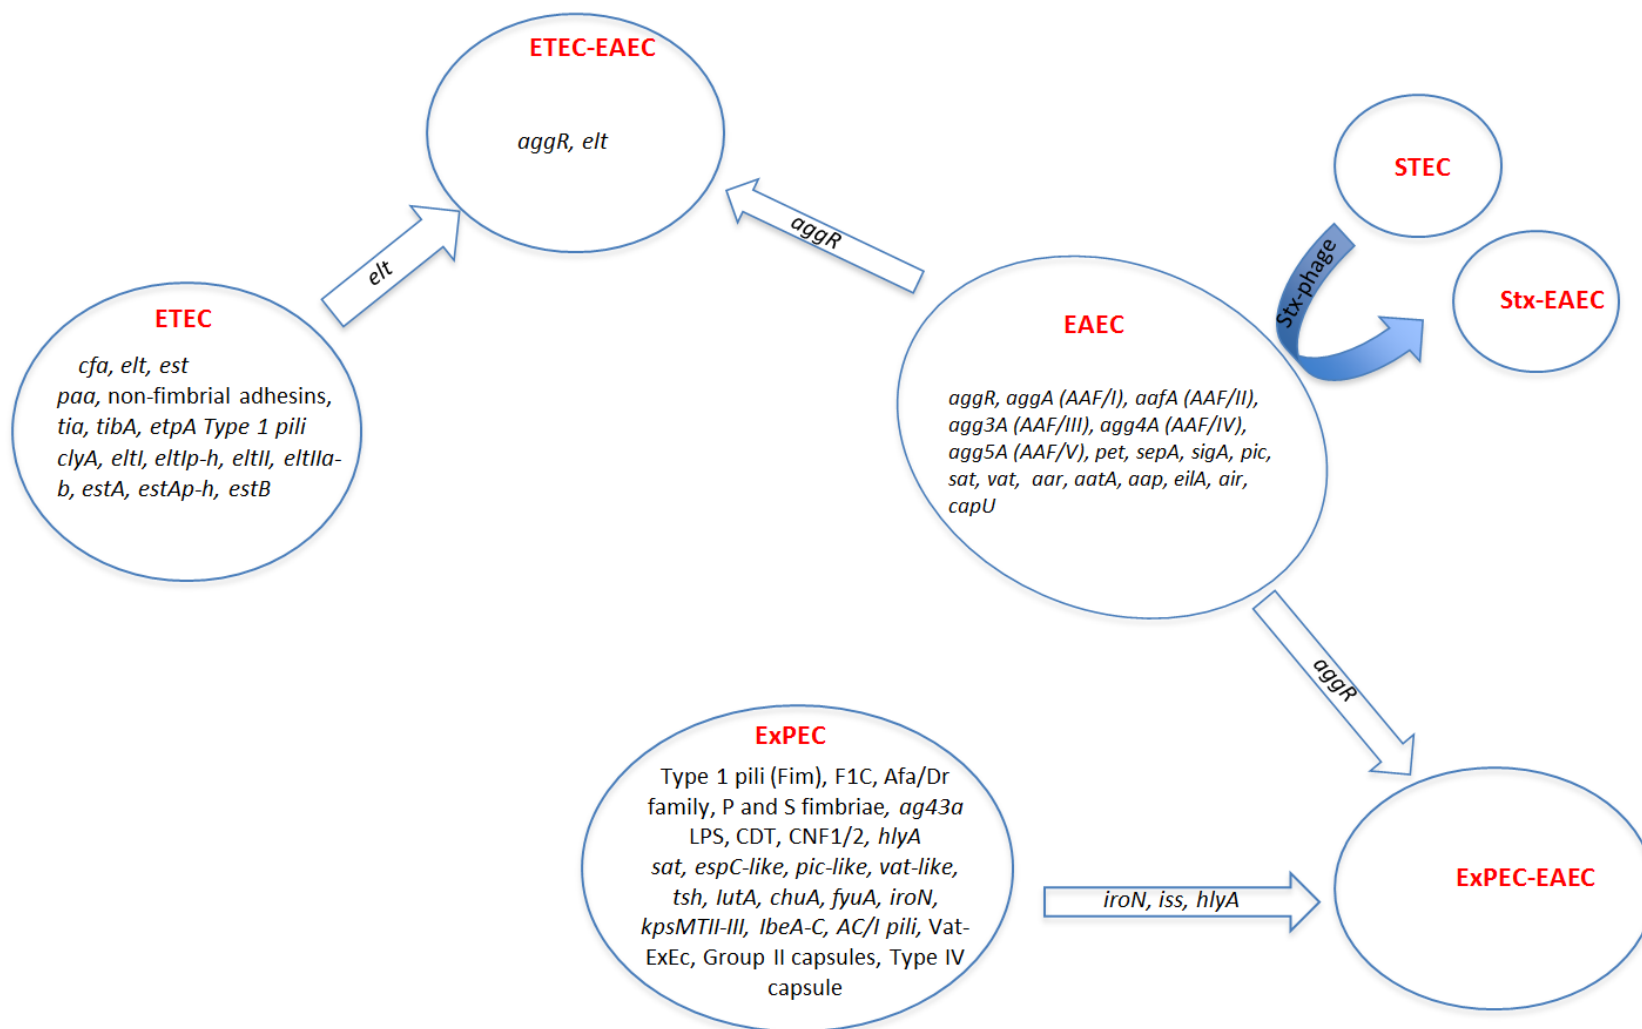 ETEC-EAEC
aggR, elt
STEC
Stx-phage
Stx-EAEC
aggR
elt
ETEC
cfa, elt, est
paa, non-fimbrial adhesins,
tia, tibA, etpA Type 1 pili
clyA, eltI, eltIp-h, eltII, eltIIa-
b, estA, estAp-h, estB
EAEC
aggR, aggA (AAF/I), aafA (AAF/II),
agg3A (AAF/III), agg4A (AAF/IV),
agg5A (AAF/V), pet, sepA, sigA, pic,
sat, vat, aar, aatA, aap, eilA, air,
capU
aggR
ExPEC
Type 1 pili (Fim), F1C, Afa/Dr
family, P and S fimbriae, ag43a
LPS, CDT, CNF1/2, hlyA
sat, espC-like, pic-like, vat-like,
tsh, IutA, chuA, fyuA, iroN,
kpsMTII-III, IbeA-C, AC/I pili, Vat-
ExEc, Group II capsules, Type IV
capsule
iroN, iss, hlyA
ExPEC-EAEC